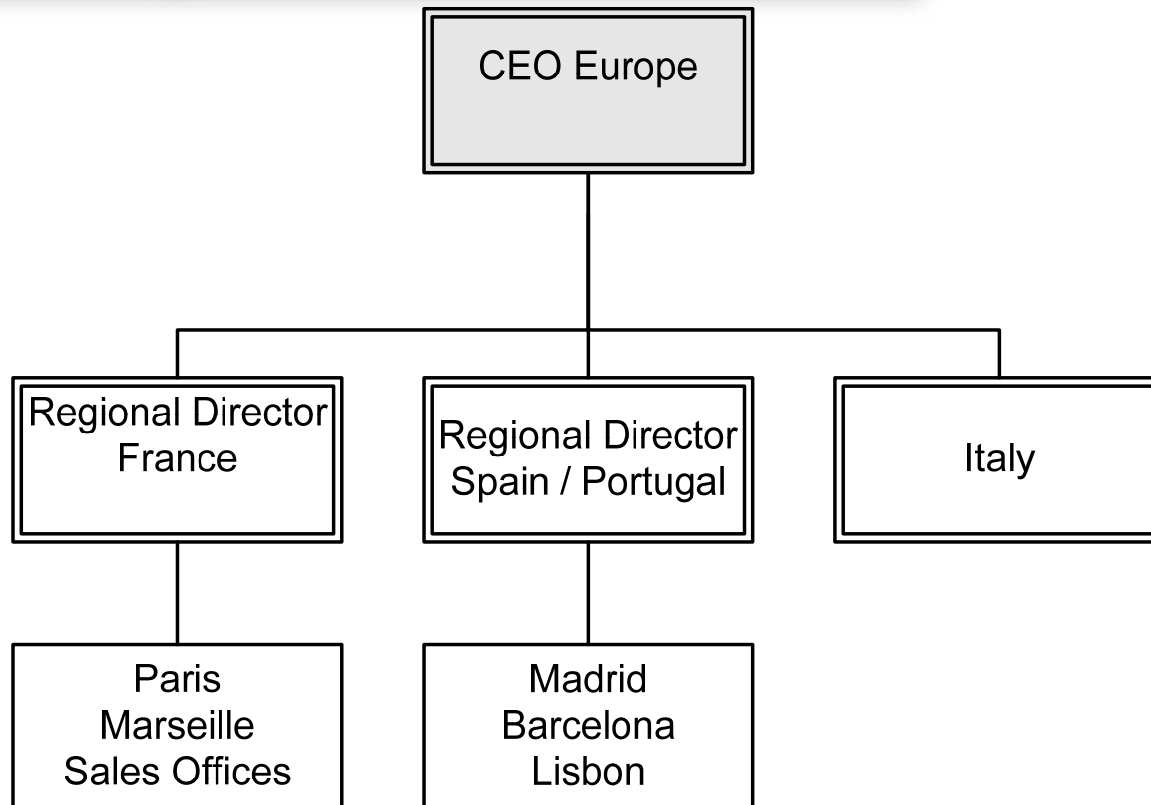 CEO Europe
Regional Director
France
Regional Director
Spain / Portugal
Italy
Paris
Marseille
Sales Offices
Madrid
Barcelona
Lisbon